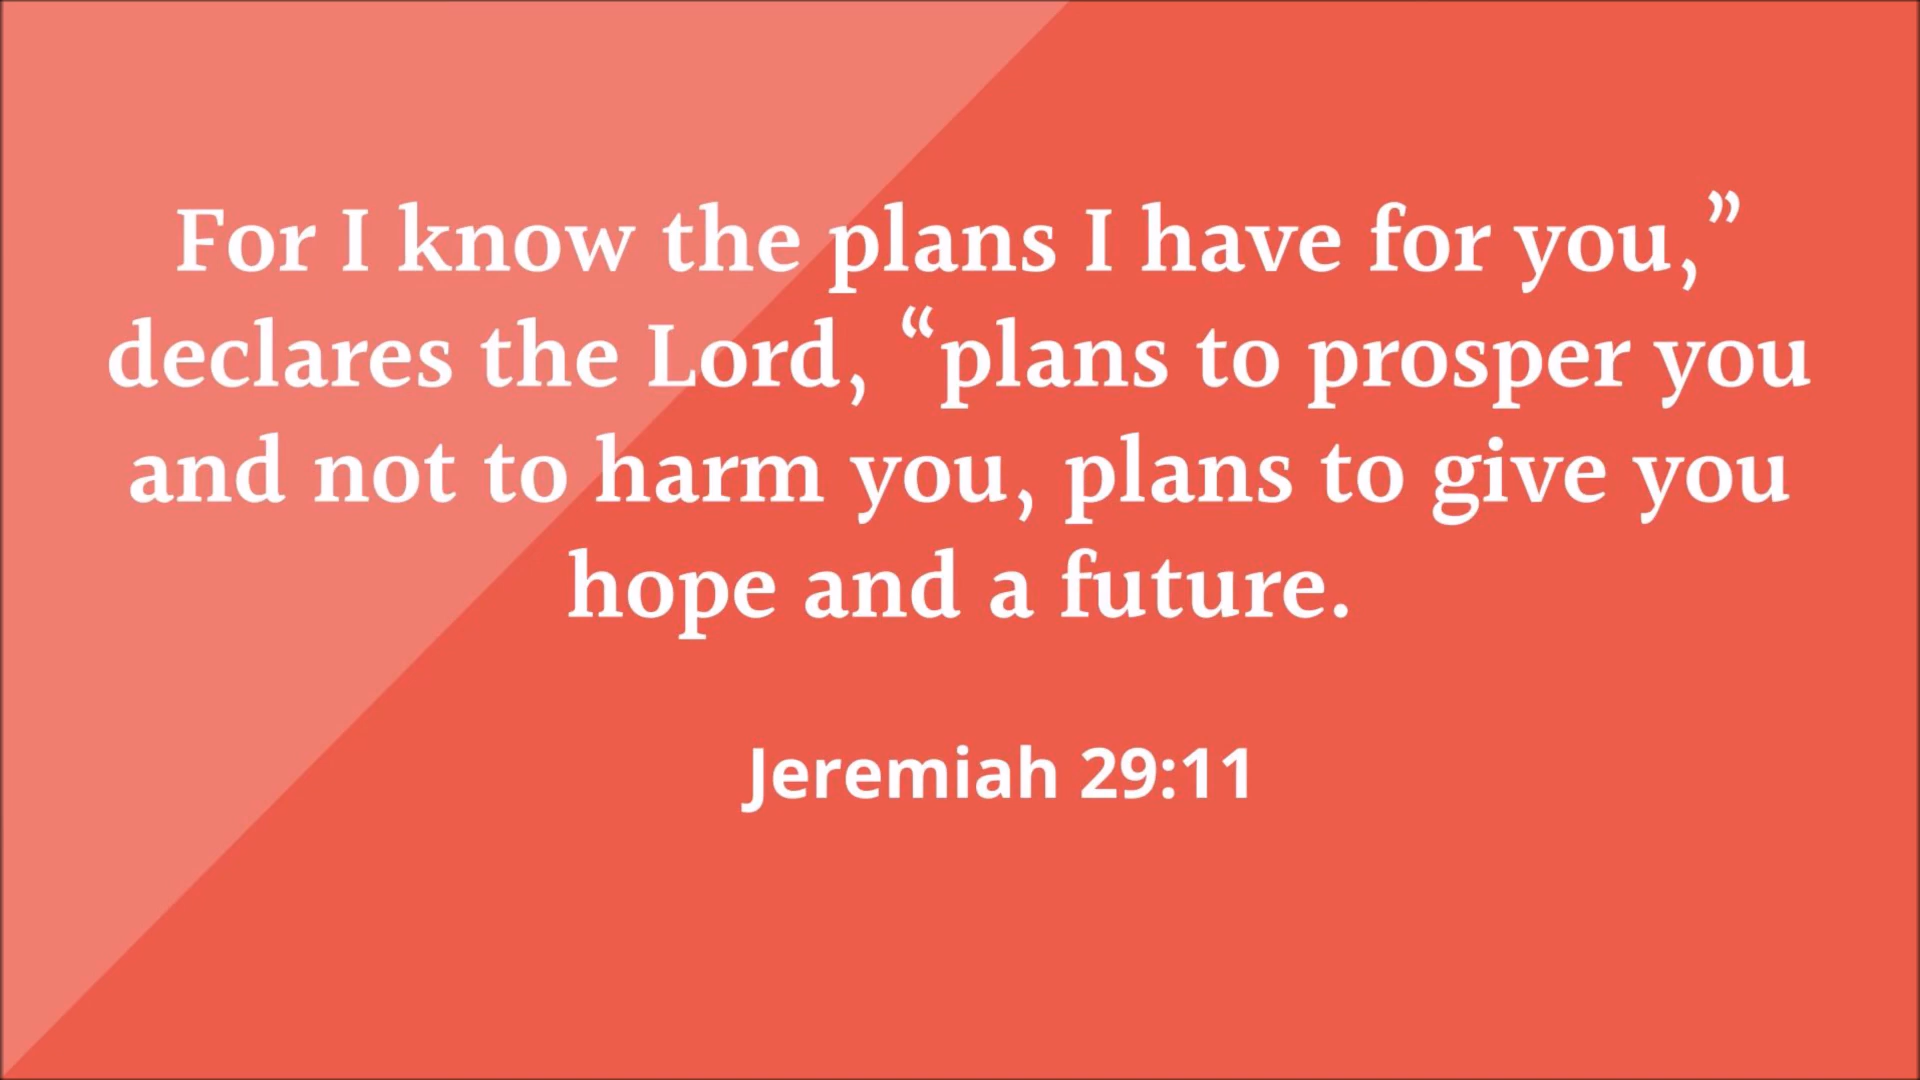 For I know the plans I have for you,”
declares the Lord, “plans to prosper you
and not to harm you, plans to give you
hope and a future.
Jeremiah 29:11